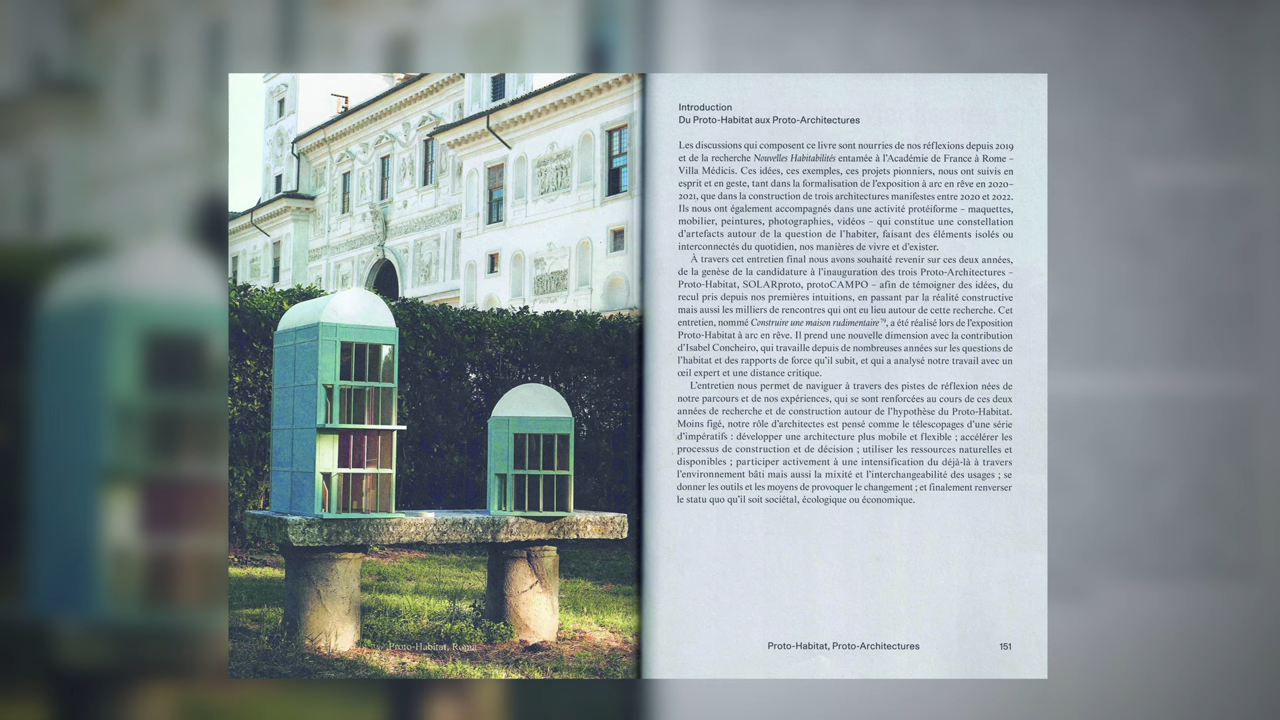 Introduction
Du Proto-Habitat aux Proto-Architectures
Les discussions qui composent ce livre sont nourries de nos réflexions depuis 2019
et de la recherche Nouvelles Habitabilités entamée à l'Académie de France à Rome –
Villa Médicis. Ces idées, ces exemples, ces projets pionniers, nous ont suivis en
esprit et en geste, tant dans la formalisation de l'exposition à arc en rêve en 2020–
2021, que dans la construction de trois architectures manifestes entre 2020 et 2022.
Ils nous ont également accompagnés dans une activité protéiforme – maquettes,
mobilier, peintures, photographies, vidéos – qui constitue une constellation
d'artefacts autour de la question de l'habiter, faisant des éléments isolés ou
interconnectés du quotidien, nos manières de vivre et d'exister.
À travers cet entretien final nous avons souhaité revenir sur ces deux années,
de la genèse de la candidature à l'inauguration des trois Proto-Architectures –
Proto-Habitat, SOLARproto, protoCAMPO – afin de témoigner des idées, du
recul pris depuis nos premières intuitions, en passant par la réalité constructive
mais aussi les milliers de rencontres qui ont eu lieu autour de cette recherche. Cet
entretien, nommé Construire une maison rudimentaire 79, a été réalisé lors de l'exposition
Proto-Habitat à arc en rêve. Il prend une nouvelle dimension avec la contribution
d'Isabel Concheiro, qui travaille depuis de nombreuses années sur les questions de
l'habitat et des rapports de force qu'il subit, et qui a analysé notre travail avec un
œil expert et une distance critique.
L'entretien nous permet de naviguer à travers des pistes de réflexion nées de
notre parcours et de nos expériences, qui se sont renforcées au cours de ces deux
années de recherche et de construction autour de l'hypothèse du Proto-Habitat.
Moins figé, notre rôle d'architectes est pensé comme le télescopages d'une série
d'impératifs : développer une architecture plus mobile et flexible ; accélérer les
processus de construction et de décision ; utiliser les ressources naturelles et
disponibles ; participer activement à une intensification du déjà-là à travers
l'environnement bâti mais aussi la mixité et l'interchangeabilité des usages ; se
donner les outils et les moyens de provoquer le changement ; et finalement renverser
le statu quo qu'il soit sociétal, écologique ou économique.
Proto-Habitat, Roma
Proto-Habitat, Proto-Architectures 151